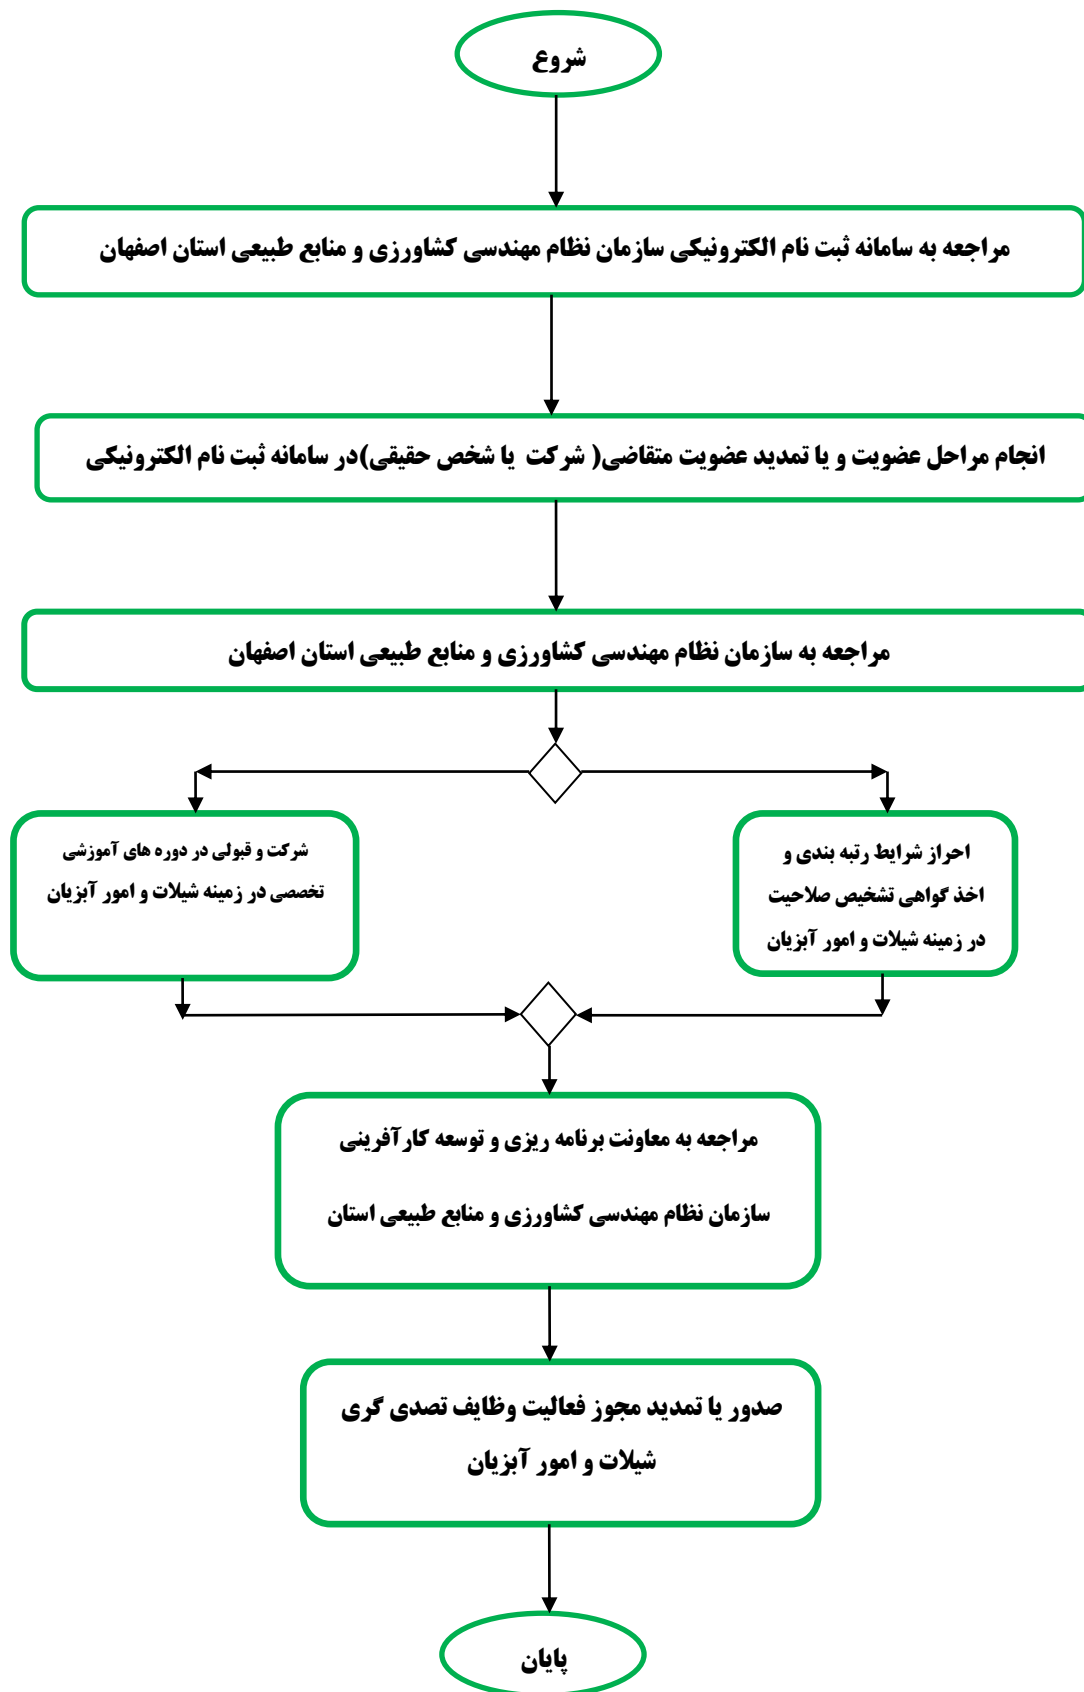 شروع
مراجعه به سامانه ثبت نام الکترونیکی سازمان نظام مهندسی کشاورزی و منابع طبیعی استان اصفهان
انجام مراحل عضویت و یا تمدید عضویت متقاضی( شرکت یا شخص حقیقی)در سامانه ثبت نام الکترونیکی
مراجعه به سازمان نظام مهندسی کشاورزی و منابع طبیعی استان اصفهان
احراز شرایط رتبه بندی و
اخذ گواهی تشخیص صلاحیت
در زمینه شیلات و امور آبزیان
شرکت و قبولی در دوره های آموزشی
تخصصی در زمینه شیلات و امور آبزیان
مراجعه به معاونت برنامه ریزی و توسعه کارآفرینی
سازمان نظام مهندسی کشاورزی و منابع طبیعی استان
صدور یا تمدید مجوز فعالیت وظایف تصدی گری
شیلات و امور آبزیان
پایان